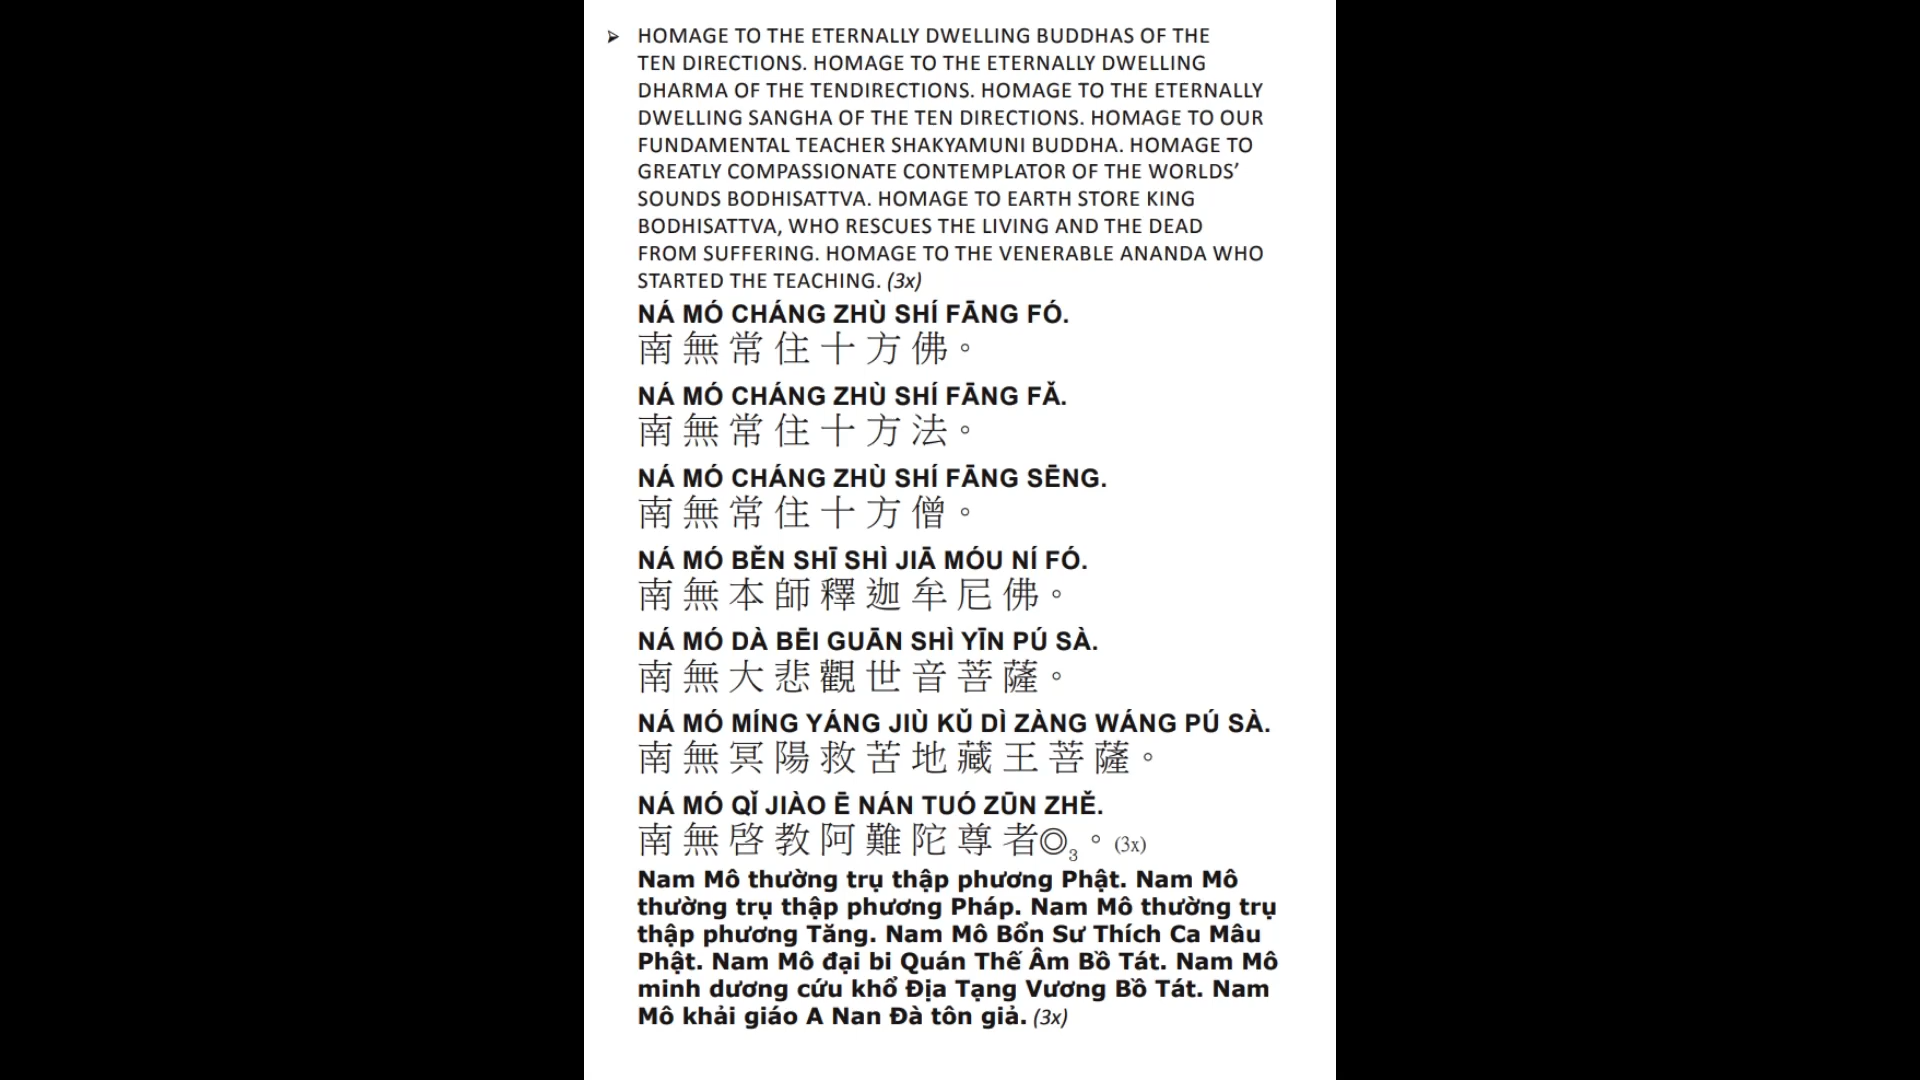 ➢ HOMAGE TO THE ETERNALLY DWELLING BUDDHAS OF THE
TEN DIRECTIONS. HOMAGE TO THE ETERNALLY DWELLING
DHARMA OF THE TENDIRECTIONS. HOMAGE TO THE ETERNALLY
DWELLING SANGHA OF THE TEN DIRECTIONS. HOMAGE TO OUR
FUNDAMENTAL TEACHER SHAKYAMUNI BUDDHA. HOMAGE TO
GREATLY COMPASSIONATE CONTEMPLATOR OF THE WORLDS’
SOUNDS BODHISATTVA. HOMAGE TO EARTH STORE KING
BODHISATTVA, WHO RESCUES THE LIVING AND THE DEAD
FROM SUFFERING. HOMAGE TO THE VENERABLE ANANDA WHO
STARTED THE TEACHING. (3x)
NÁ MÓ CHÁNG ZHÙ SHÍ FĀNG FÓ.
南無常住十方佛。
NÁ MÓ CHÁNG ZHÙ SHÍ FĀNG FǍ.
南無常住十方法。
NÁ MÓ CHÁNG ZHÙ SHÍ FĀNG SĒNG.
南無常住十方僧。
NÁ MÓ BĚN SHĪ SHÌ JIĀ MÓU NÍ FÓ.
南無本師釋迦牟尼佛。
NÁ MÓ DÀ BĒI GUĀN SHÌ YĪN PÚ SÀ.
南無大悲觀世音菩薩。
NÁ MÓ MÍNG YÁNG JIÙ KǓ DÌ ZÀNG WÁNG PÚ SÀ.
南無冥陽救苦地藏王菩薩。
NÁ MÓ QǏ JIÀO Ē NÁN TUÓ ZŪN ZHĚ.
南無啓教阿難陀尊者◎3。(3x)
Nam Mô thường trụ thập phương Phật. Nam Mô
thường trụ thập phương Pháp. Nam Mô thường trụ
thập phương Tăng. Nam Mô Bổn Sư Thích Ca Mâu
Phật. Nam Mô đại bi Quán Thế Âm Bồ Tát. Nam Mô
minh dương cứu khổ Địa Tạng Vương Bồ Tát. Nam
Mô khải giáo A Nan Đà tôn giả. (3x)